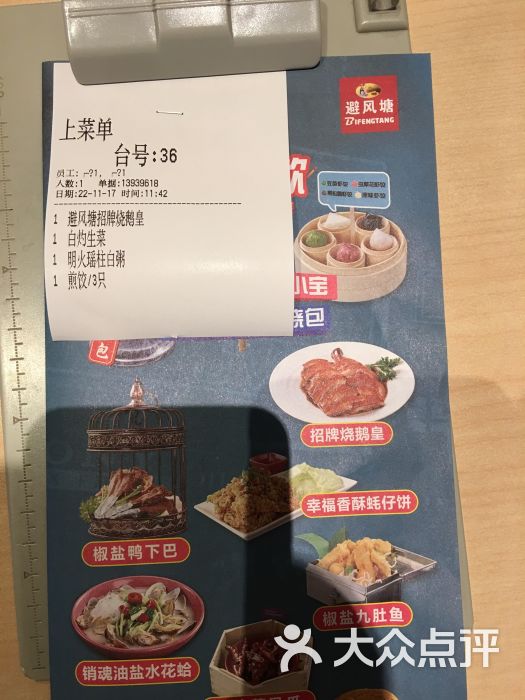 避风塘
BIFENGTANG
上菜单
台号:36
人数:1 单据:13939618
日期:22-11-17 时间:11:42
1 避风塘招牌烧鹅皇
1 白灼生菜
1 明火瑶柱白粥
1 煎饺/3只
小宝
烧包
包
招牌烧鹅皇
幸福香酥蚝仔饼
椒盐鸭下巴
椒盐九肚鱼
销魂油盐水花蛤
大众点评